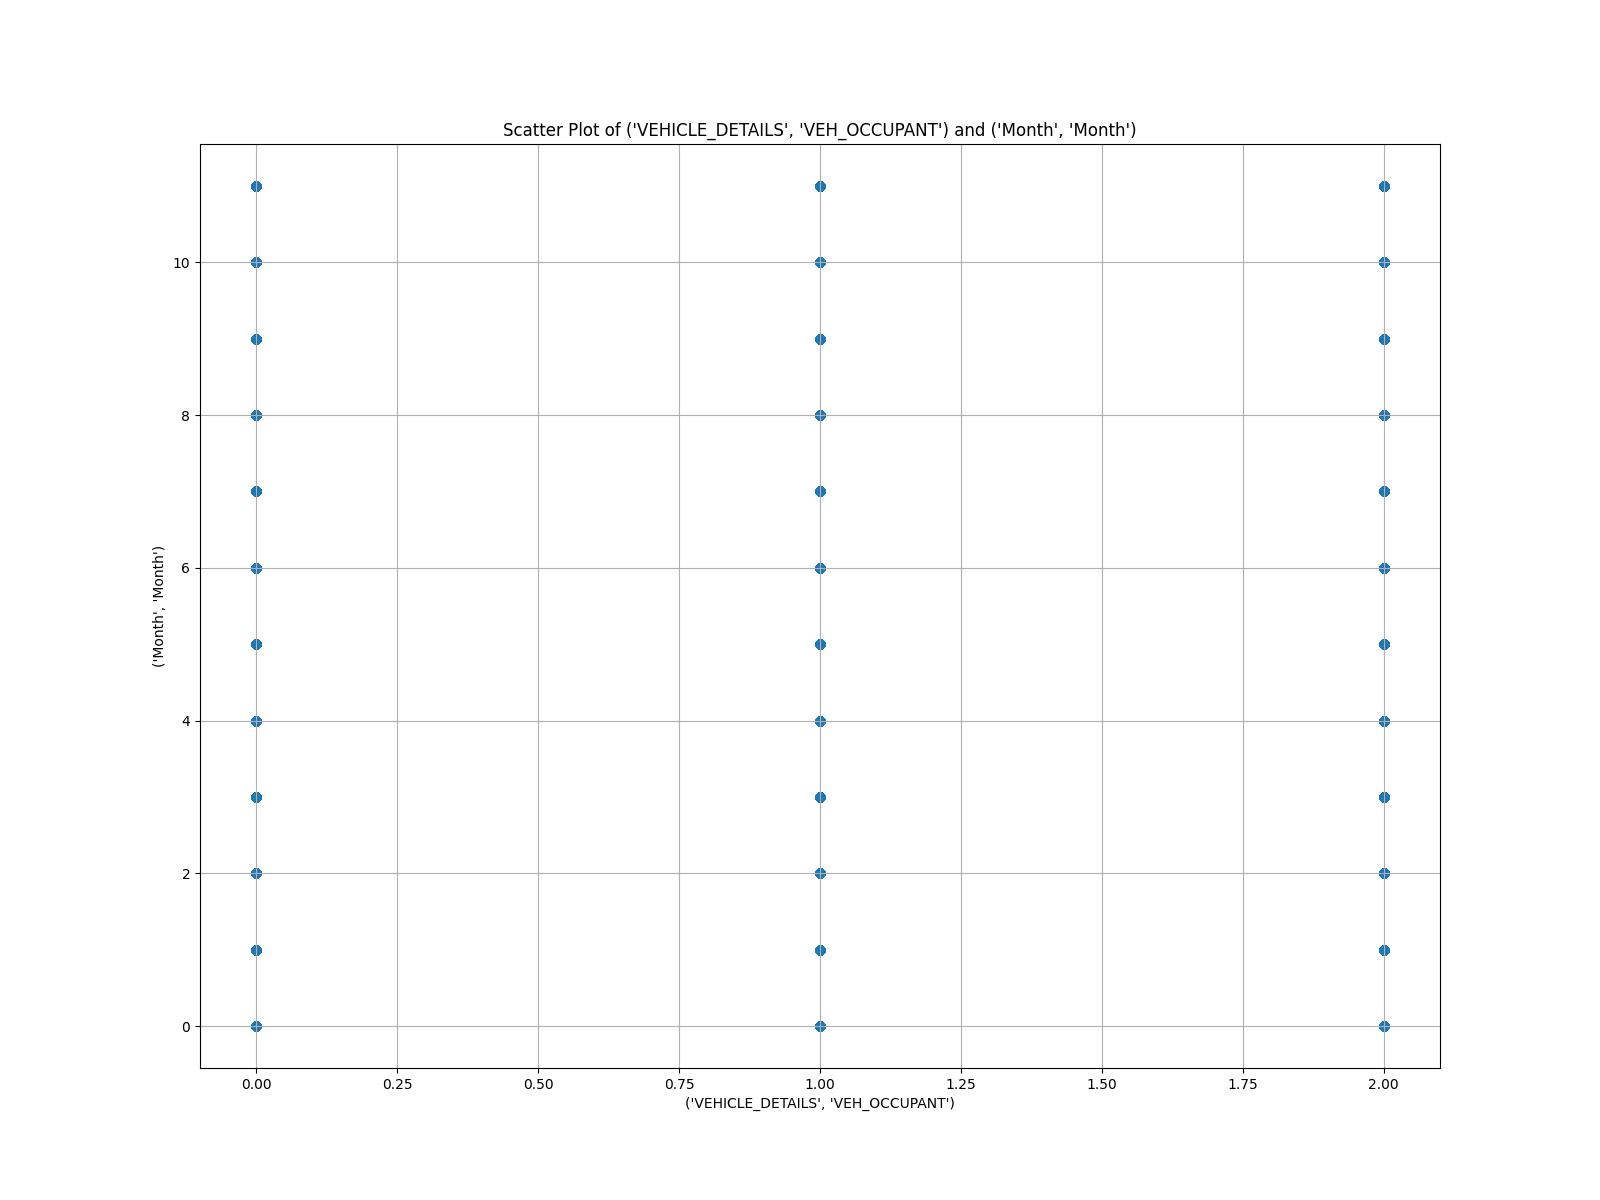 Scatter Plot of ('VEHICLE_DETAILS', 'VEH_OCCUPANT') and ('Month', 'Month')
10
8
6
4
2
0
('Month', 'Month')
0.00 0.25 0.50 0.75 1.00 1.25 1.50 1.75 2.00
('VEHICLE_DETAILS', 'VEH_OCCUPANT')